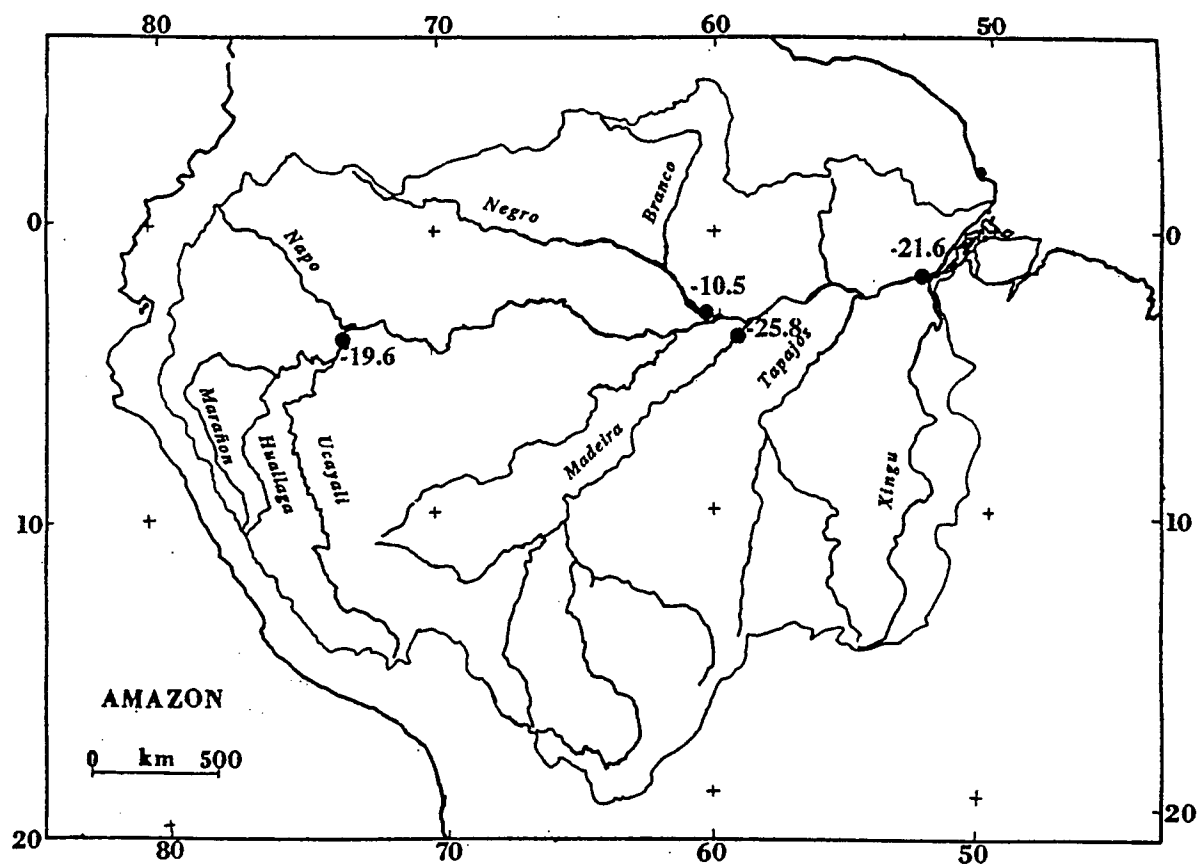 80 70 60 50
Branco
Negro
0 0
Napo
-21.6
-10.5
-25.8
-19.6
Tapajós
Marañon
Huallaga
Ucayali
Madeira
Xingu
10 10
AMAZON
0 km 500
20 20
70 60 50